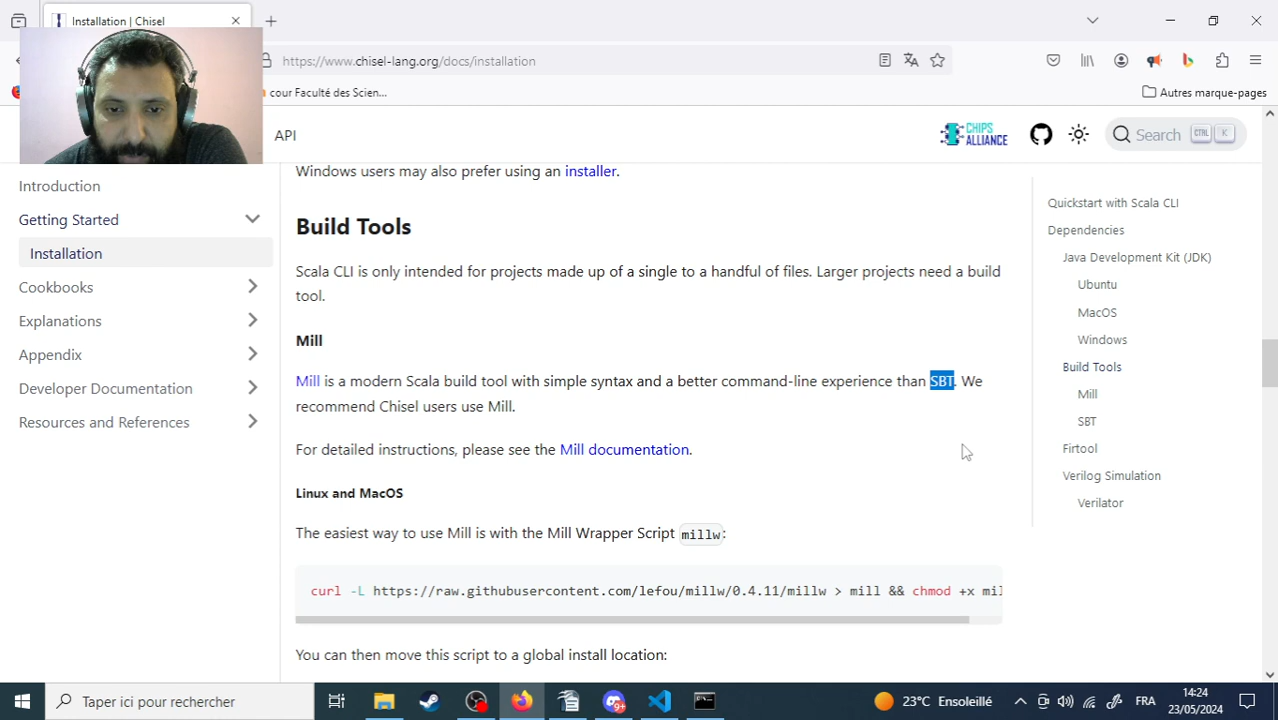 Installation | Chisel
https://www.chisel-lang.org/docs/installation
cour Faculté des Scien...
Autres marque-pages
API
CHIPS
ALLIANCE
Search CTRL K
Introduction
Getting Started
Installation
Cookbooks
Explanations
Appendix
Developer Documentation
Resources and References
Windows users may also prefer using an installer.
Build Tools
Scala CLI is only intended for projects made up of a single to a handful of files. Larger projects need a build
tool.
Mill
Mill is a modern Scala build tool with simple syntax and a better command-line experience than SBT. We
recommend Chisel users use Mill.
For detailed instructions, please see the Mill documentation.
Linux and MacOS
The easiest way to use Mill is with the Mill Wrapper Script millw:
curl -L https://raw.githubusercontent.com/lefou/millw/0.4.11/millw > mill && chmod +x mil
You can then move this script to a global install location:
Quickstart with Scala CLI
Dependencies
Java Development Kit (JDK)
Ubuntu
MacOS
Windows
Build Tools
Mill
SBT
Firtool
Verilog Simulation
Verilator
Taper ici pour rechercher
23°C Ensoleillé
FRA
14:24
23/05/2024